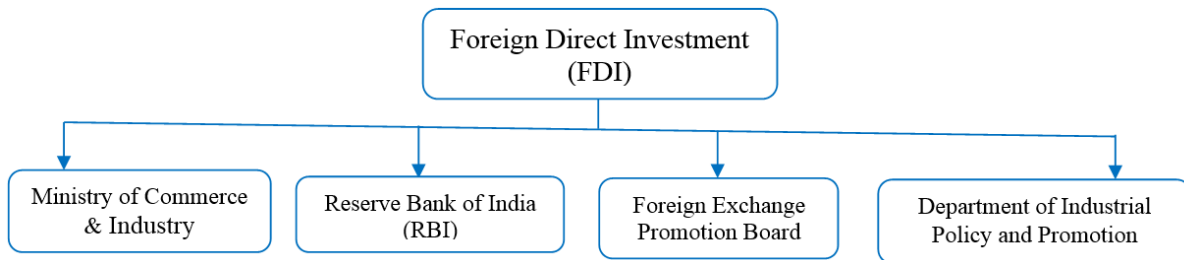 Foreign Direct Investment
(FDI)
Ministry of Commerce
& Industry
Reserve Bank of India
(RBI)
Foreign Exchange
Promotion Board
Department of Industrial
Policy and Promotion